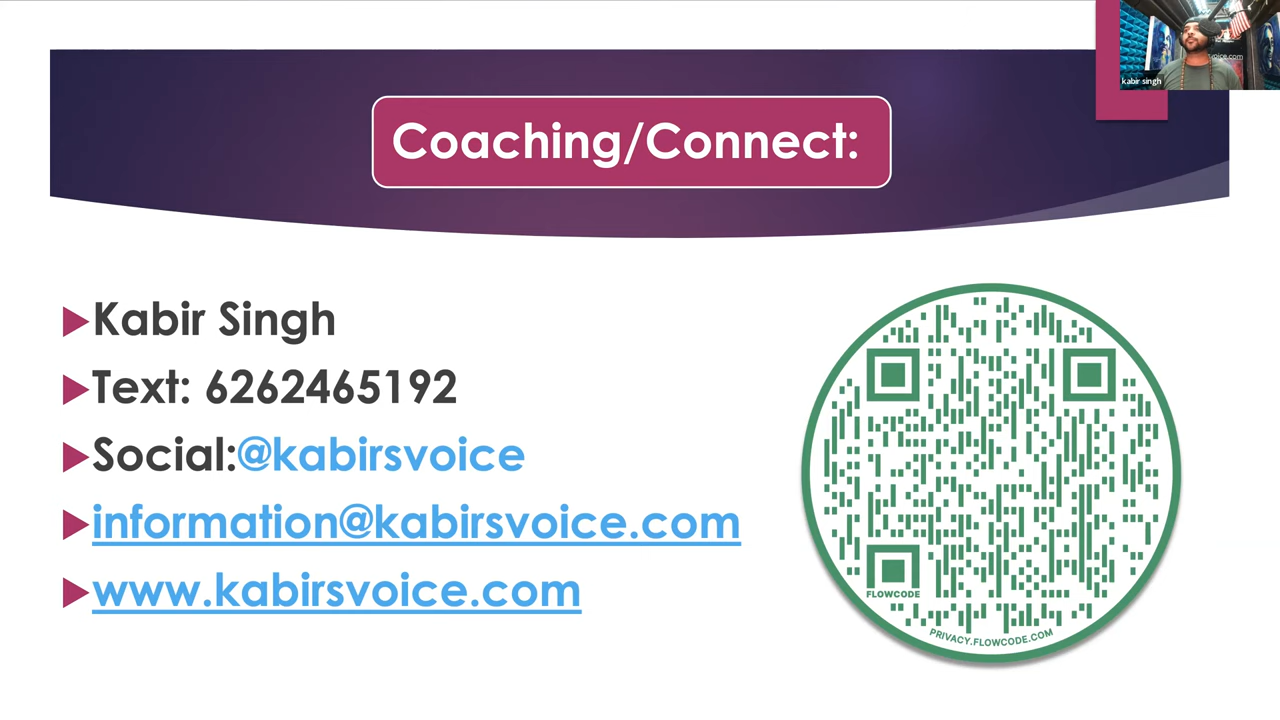 Coaching/Connect:
kabir singh
Kabir Singh
Text: 6262465192
Social:@kabirsvoice
information@kabirsvoice.com
www.kabirsvoice.com
FLOWCODE
PRIVACY.FLOWCODE.COM